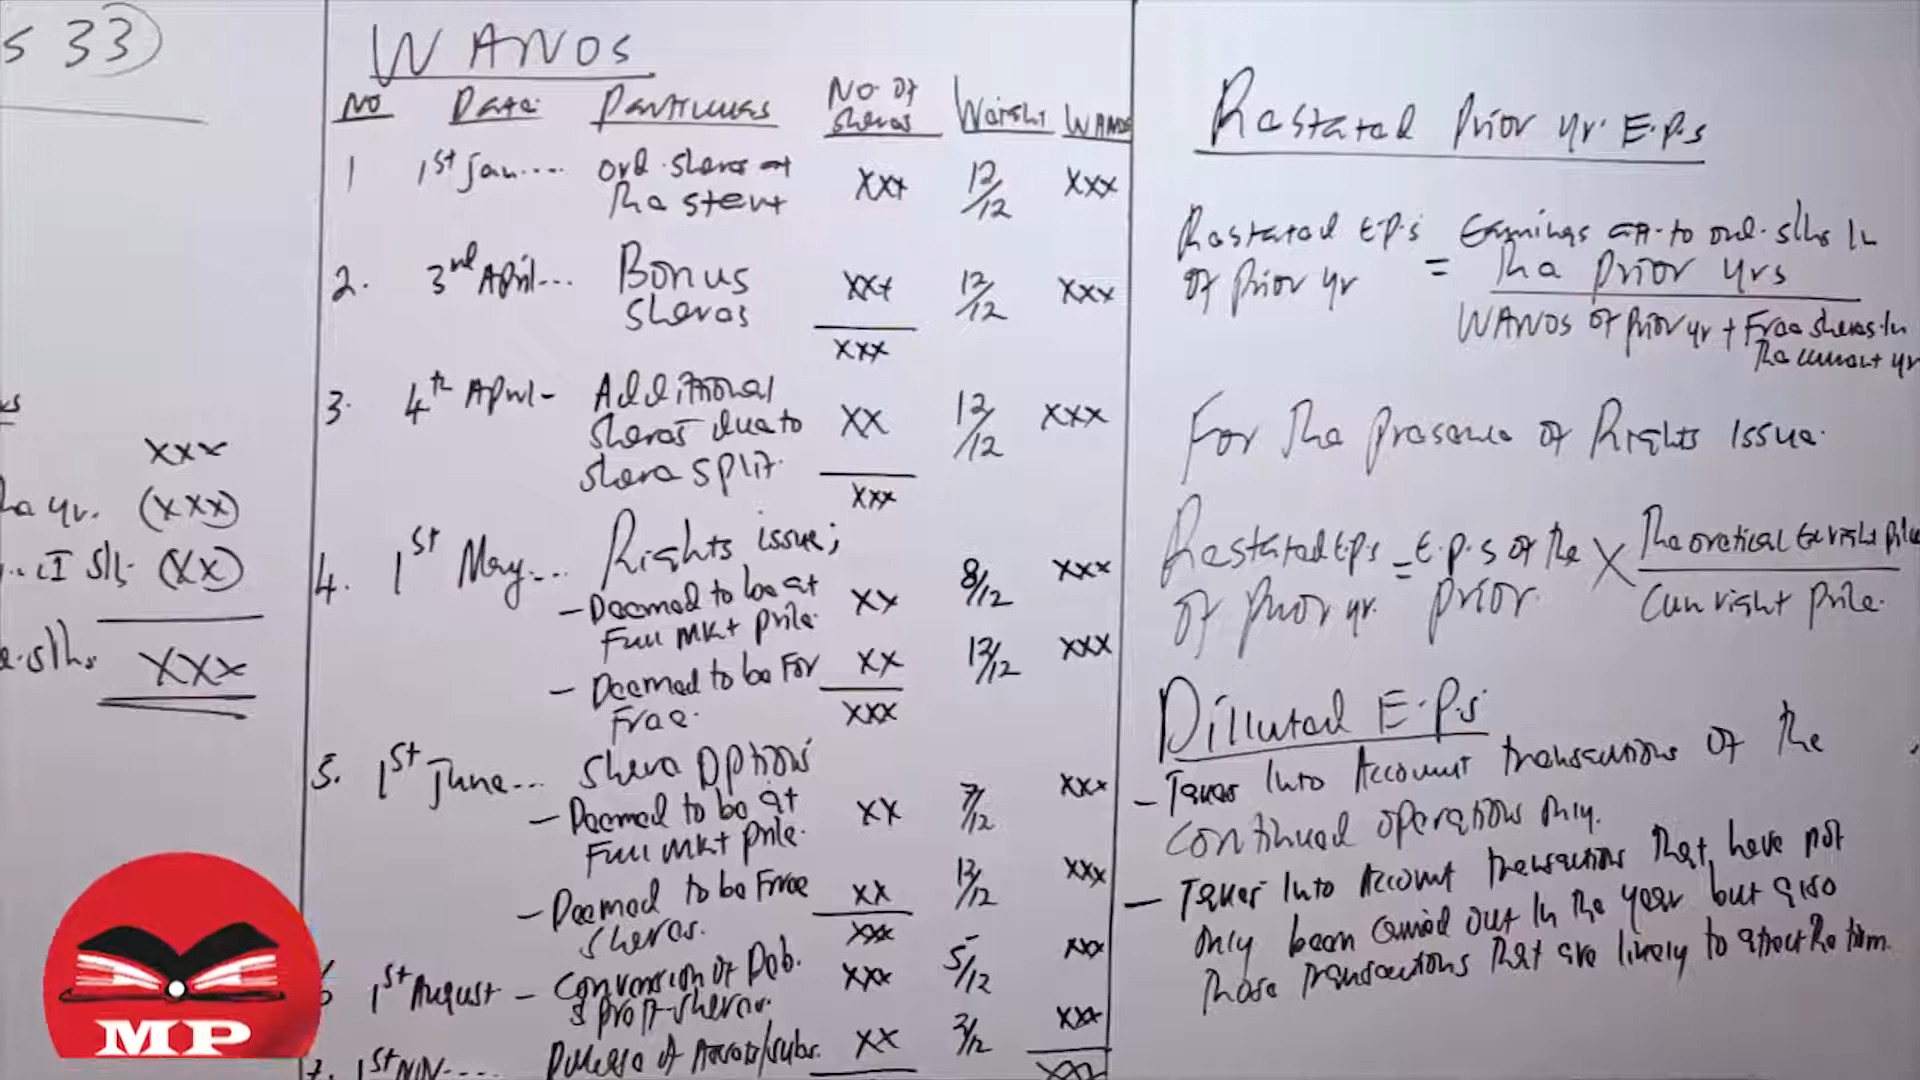 S 33
xxx
yr. (xxx)
CI slh. (xx)
slh. xxx
WANOS
NO Date Particulars No. of shares Weight WANOS
1 1st Jan.... ord. shares at the start xxx 12/12 xxx
2. 3rd April... Bonus shares xxx 12/12 xxx
xxx
3. 4th April - Additional shares due to share split. xx 12/12 xxx
xxx
4. 1st May... Rights issue;
- Deemed to be at Full Mkt price. xx 8/12 xxx
- Deemed to be For Free. xx 12/12 xxx
xxx
5. 1st June... Share Options
- Deemed to be at Full Mkt price. xx 7/12 xxx
- Deemed to be Free shares. xx 12/12 xxx
xxx
6 1st August - Conversion of Deb. & pref. shares. xxx 5/12 xxx
7. 1st xx 2/12 xxx
Restated Prior yr. E.P.S
Restated E.P.S of prior yr = Earnings att. to ord. slhs in the prior yrs
WANOS of prior yr + Free shares in the current yr
For the presence of Rights issue.
Restated E.P.S of prior yr. = E.P.S of the prior. X Theoretical Ex right price
Cum right price.
Dilluted E.P.S
- Takes into Account transactions of the
continued operations only.
- Takes into Account transactions that have not
only been carried out in the year but also
those transactions that are likely to affect the firm.
MP